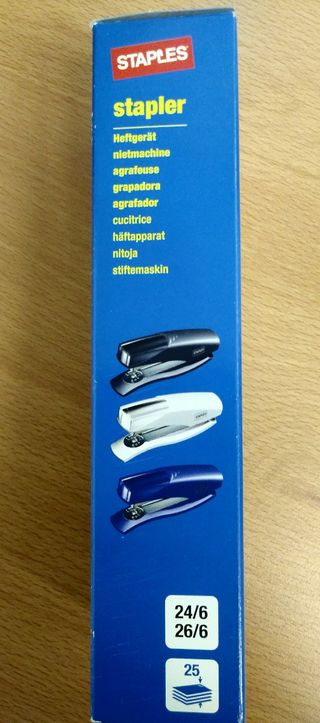 STAPLES
stapler
Heftgerät
nietmachine
agrafeuse
grapadora
agrafador
cucitrice
häftapparat
nitoja
stiftemaskin
24/6
26/6
25